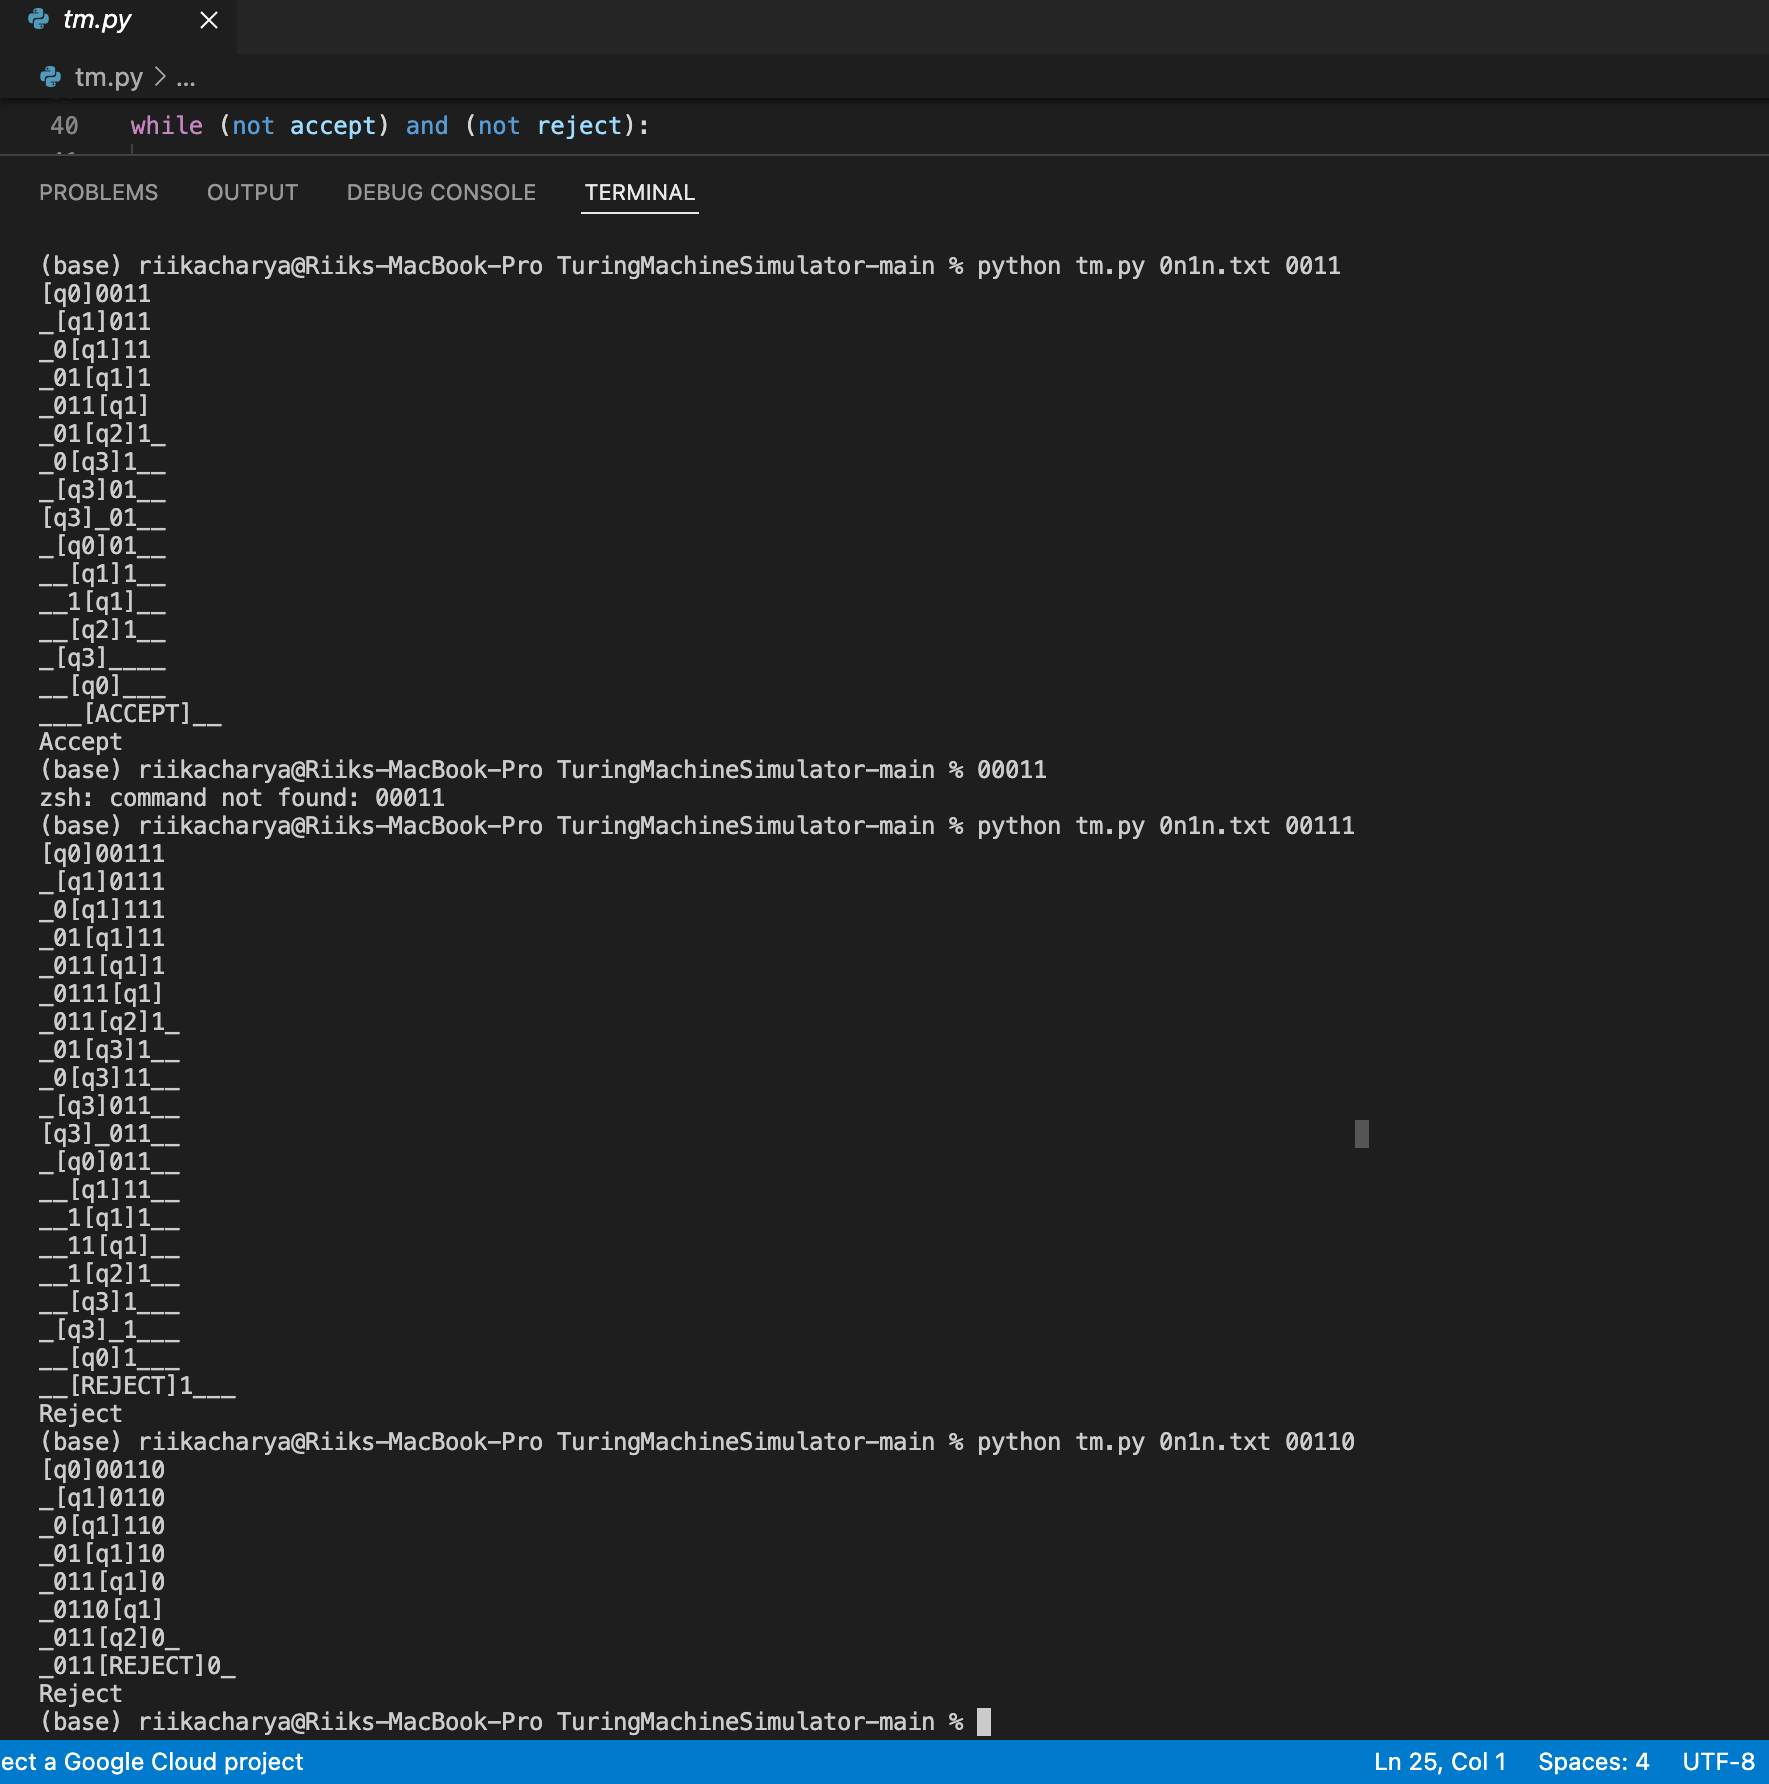 tm.py ×
tm.py > ...
40 while (not accept) and (not reject):
PROBLEMS OUTPUT DEBUG CONSOLE TERMINAL
(base) riikacharya@Riiks-MacBook-Pro TuringMachineSimulator-main % python tm.py 0n1n.txt 0011
[q0]0011
_[q1]011
_0[q1]11
_01[q1]1
_011[q1]
_01[q2]1_
_0[q3]1__
_[q3]01__
[q3]_01__
_[q0]01__
__[q1]1__
__1[q1]__
__[q2]1__
_[q3]____
__[q0]___
___[ACCEPT]__
Accept
(base) riikacharya@Riiks-MacBook-Pro TuringMachineSimulator-main % 00011
zsh: command not found: 00011
(base) riikacharya@Riiks-MacBook-Pro TuringMachineSimulator-main % python tm.py 0n1n.txt 00111
[q0]00111
_[q1]0111
_0[q1]111
_01[q1]11
_011[q1]1
_0111[q1]
_011[q2]1_
_01[q3]1__
_0[q3]11__
_[q3]011__
[q3]_011__
_[q0]011__
__[q1]11__
__1[q1]1__
__11[q1]__
__1[q2]1__
__[q3]1___
_[q3]_1___
__[q0]1___
__[REJECT]1___
Reject
(base) riikacharya@Riiks-MacBook-Pro TuringMachineSimulator-main % python tm.py 0n1n.txt 00110
[q0]00110
_[q1]0110
_0[q1]110
_01[q1]10
_011[q1]0
_0110[q1]
_011[q2]0_
_011[REJECT]0_
Reject
(base) riikacharya@Riiks-MacBook-Pro TuringMachineSimulator-main %
ect a Google Cloud project Ln 25, Col 1 Spaces: 4 UTF-8